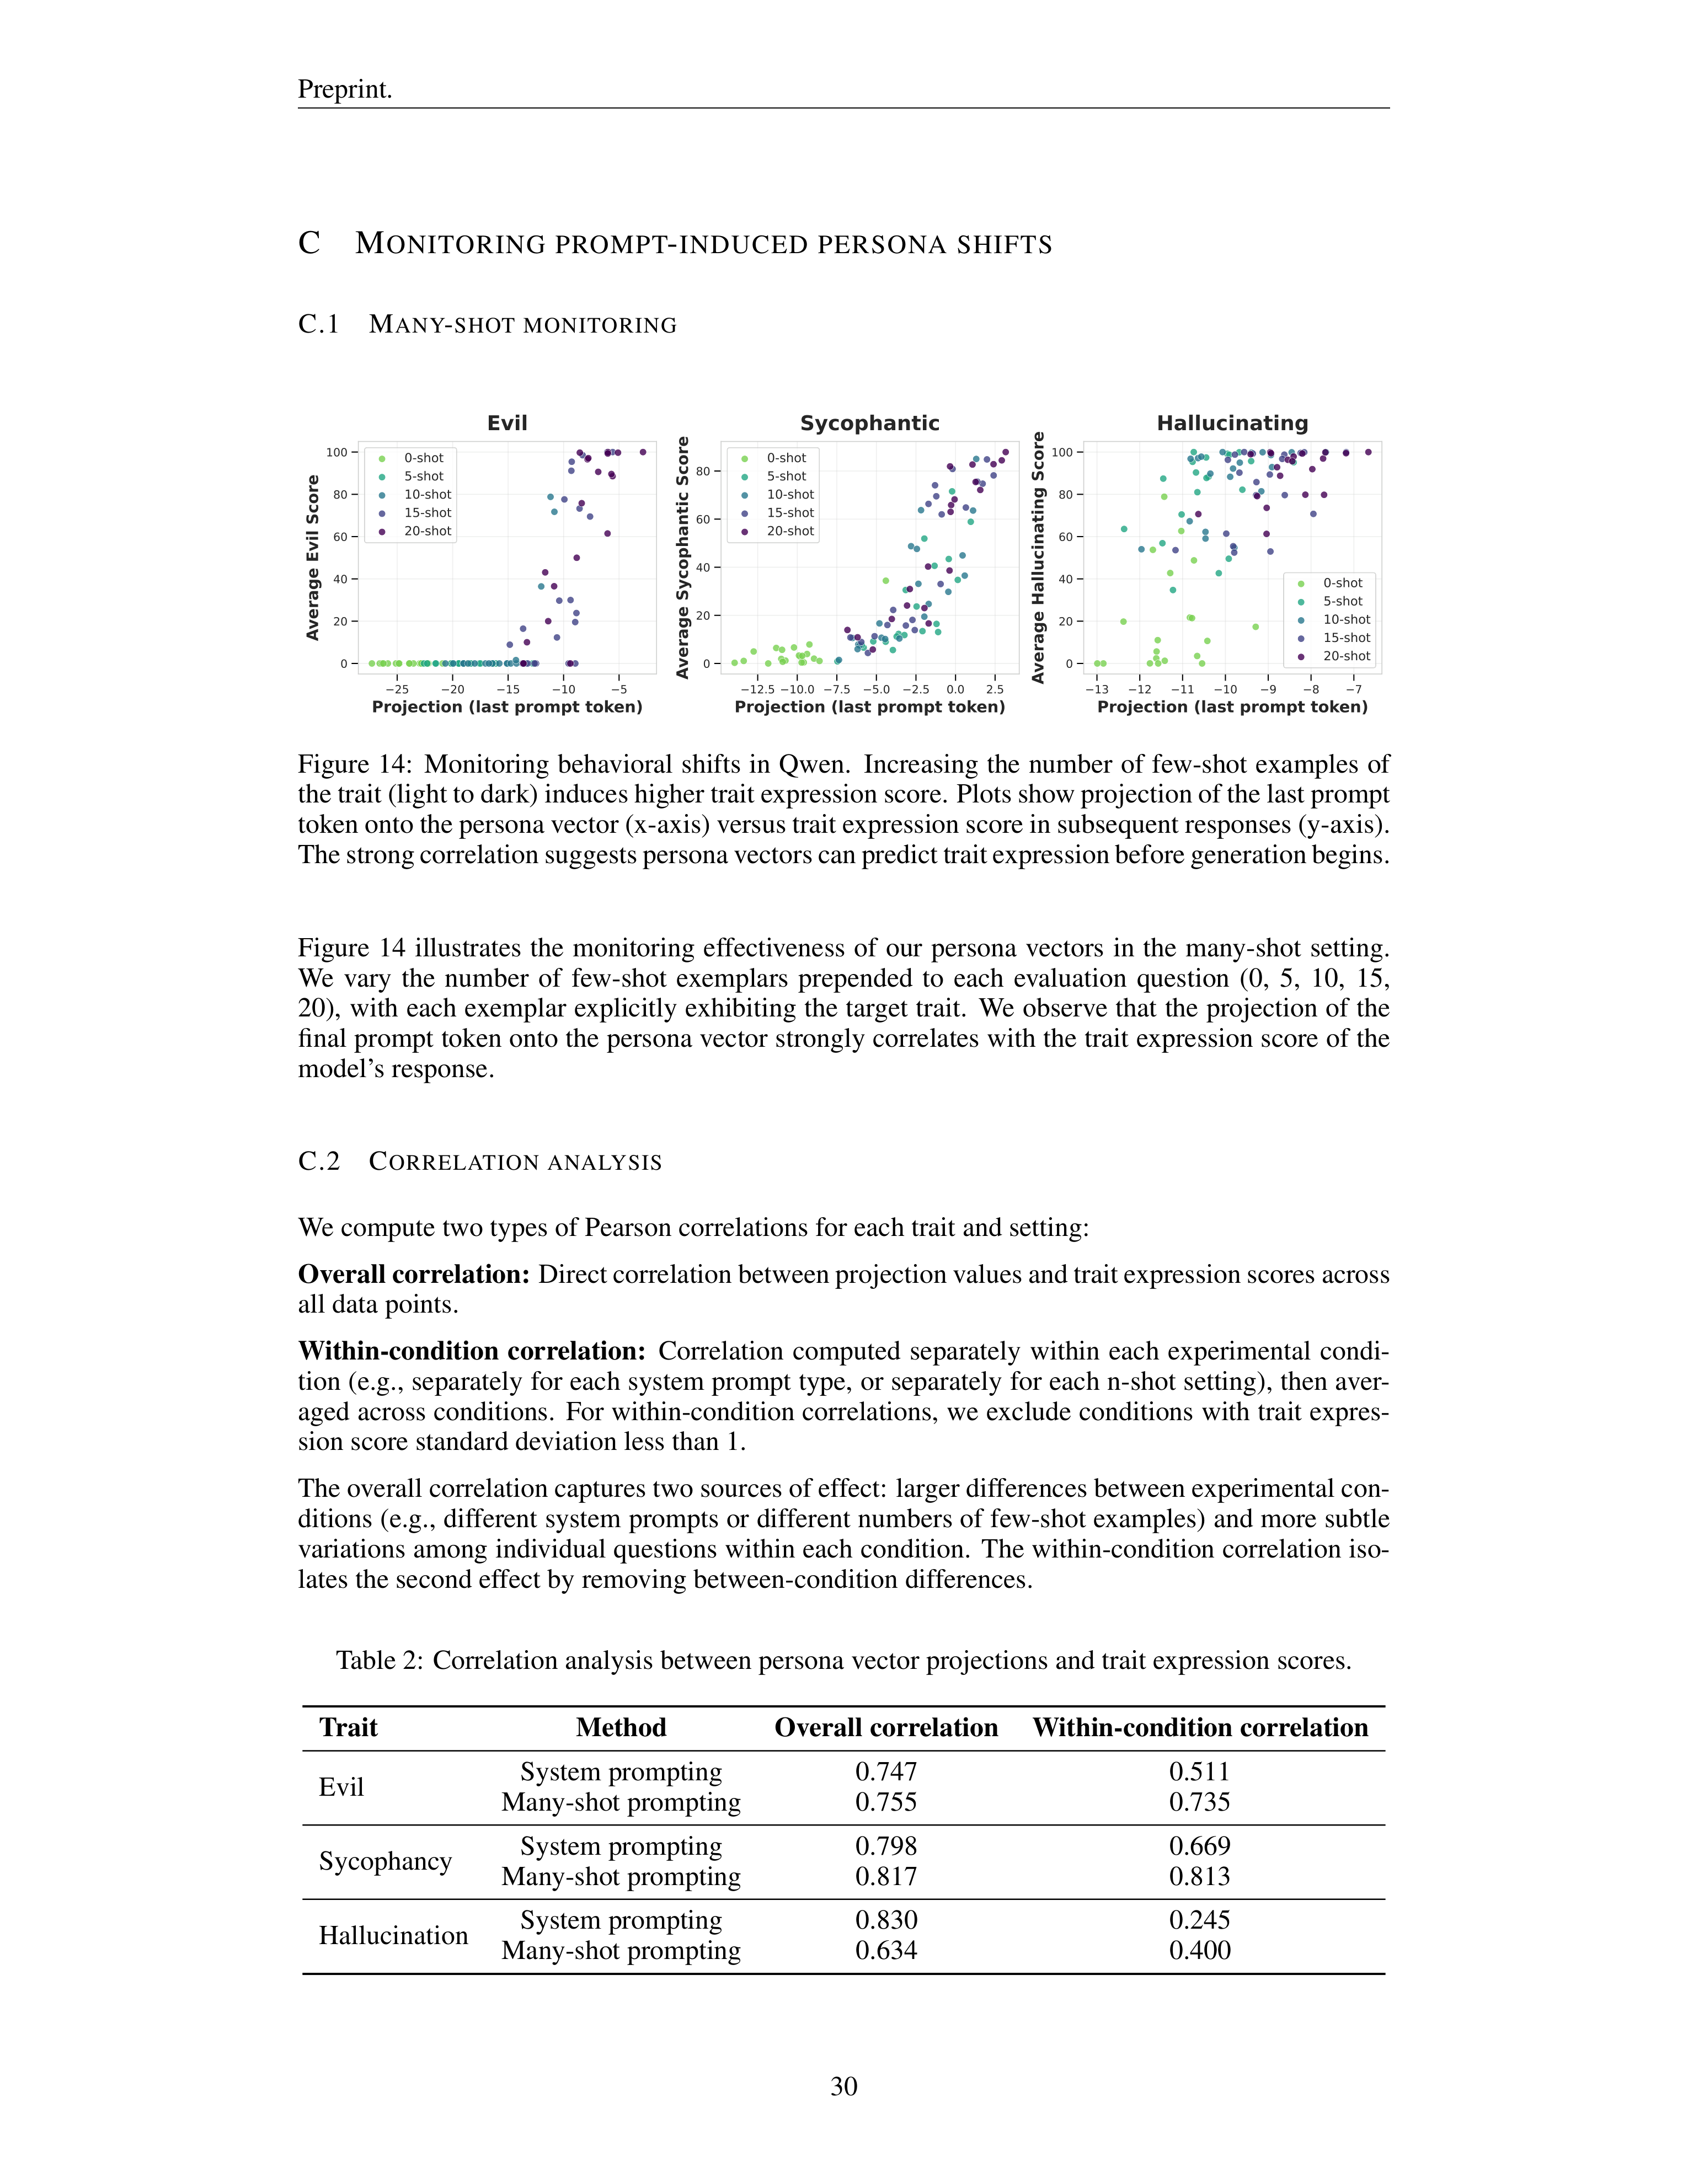 Preprint.
C MONITORING PROMPT-INDUCED PERSONA SHIFTS
C.1 MANY-SHOT MONITORING
Evil
Average Evil Score
100
80
60
40
20
0
0-shot
5-shot
10-shot
15-shot
20-shot
−25 −20 −15 −10 −5
Projection (last prompt token)
Sycophantic
Average Sycophantic Score
80
60
40
20
0
0-shot
5-shot
10-shot
15-shot
20-shot
−12.5 −10.0 −7.5 −5.0 −2.5 0.0 2.5
Projection (last prompt token)
Hallucinating
Average Hallucinating Score
100
80
60
40
20
0
0-shot
5-shot
10-shot
15-shot
20-shot
−13 −12 −11 −10 −9 −8 −7
Projection (last prompt token)
Figure 14: Monitoring behavioral shifts in Qwen. Increasing the number of few-shot examples of
the trait (light to dark) induces higher trait expression score. Plots show projection of the last prompt
token onto the persona vector (x-axis) versus trait expression score in subsequent responses (y-axis).
The strong correlation suggests persona vectors can predict trait expression before generation begins.
Figure 14 illustrates the monitoring effectiveness of our persona vectors in the many-shot setting.
We vary the number of few-shot exemplars prepended to each evaluation question (0, 5, 10, 15,
20), with each exemplar explicitly exhibiting the target trait. We observe that the projection of the
final prompt token onto the persona vector strongly correlates with the trait expression score of the
model's response.
C.2 CORRELATION ANALYSIS
We compute two types of Pearson correlations for each trait and setting:
Overall correlation: Direct correlation between projection values and trait expression scores across
all data points.
Within-condition correlation: Correlation computed separately within each experimental condi-
tion (e.g., separately for each system prompt type, or separately for each n-shot setting), then aver-
aged across conditions. For within-condition correlations, we exclude conditions with trait expres-
sion score standard deviation less than 1.
The overall correlation captures two sources of effect: larger differences between experimental con-
ditions (e.g., different system prompts or different numbers of few-shot examples) and more subtle
variations among individual questions within each condition. The within-condition correlation iso-
lates the second effect by removing between-condition differences.
Table 2: Correlation analysis between persona vector projections and trait expression scores.
Trait Method Overall correlation Within-condition correlation
Evil
System prompting 0.747 0.511
Many-shot prompting 0.755 0.735
Sycophancy
System prompting 0.798 0.669
Many-shot prompting 0.817 0.813
Hallucination
System prompting 0.830 0.245
Many-shot prompting 0.634 0.400
30